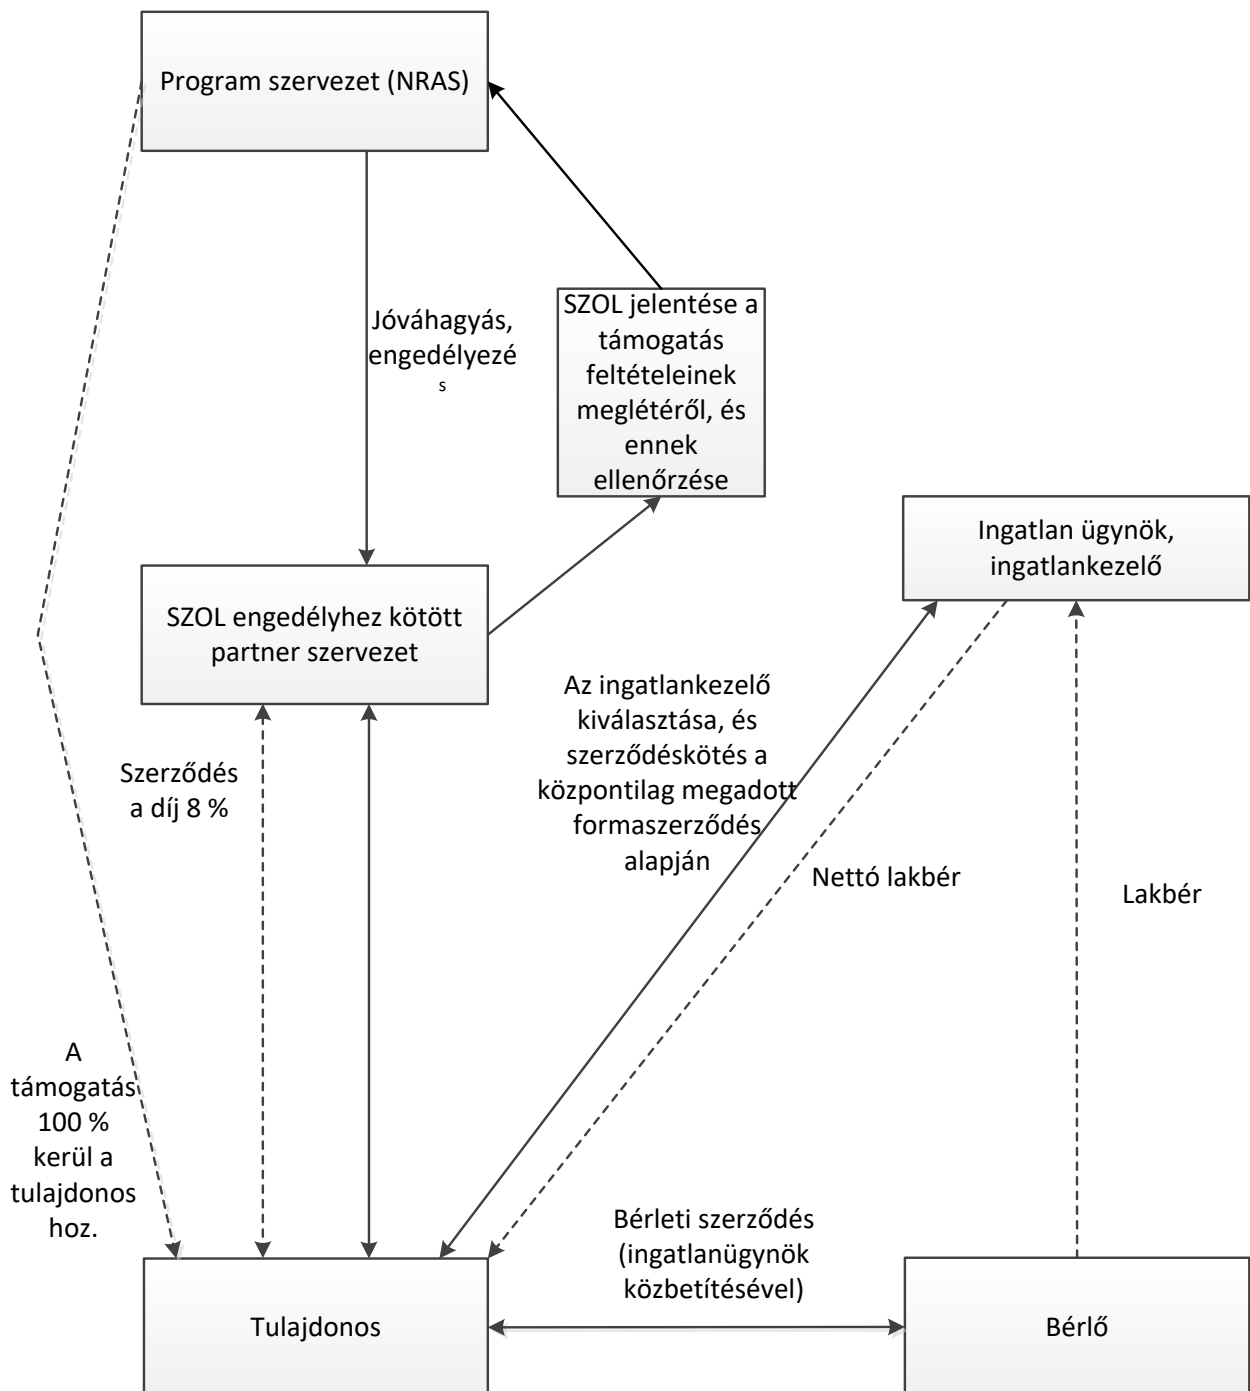 Program szervezet (NRAS)
Jóváhagyás,
engedélyezé
s
SZOL jelentése a
támogatás
feltételeinek
meglétéről, és
ennek
ellenőrzése
Ingatlan ügynök,
ingatlankezelő
SZOL engedélyhez kötött
partner szervezet
Az ingatlankezelő
kiválasztása, és
szerződéskötés a
központilag megadott
formaszerződés
alapján
Szerződés
a díj 8 %
Nettó lakbér
Lakbér
A
támogatás
100 %
kerül a
tulajdonos
hoz.
Bérleti szerződés
(ingatlanügynök
közbetítésével)
Tulajdonos
Bérlő